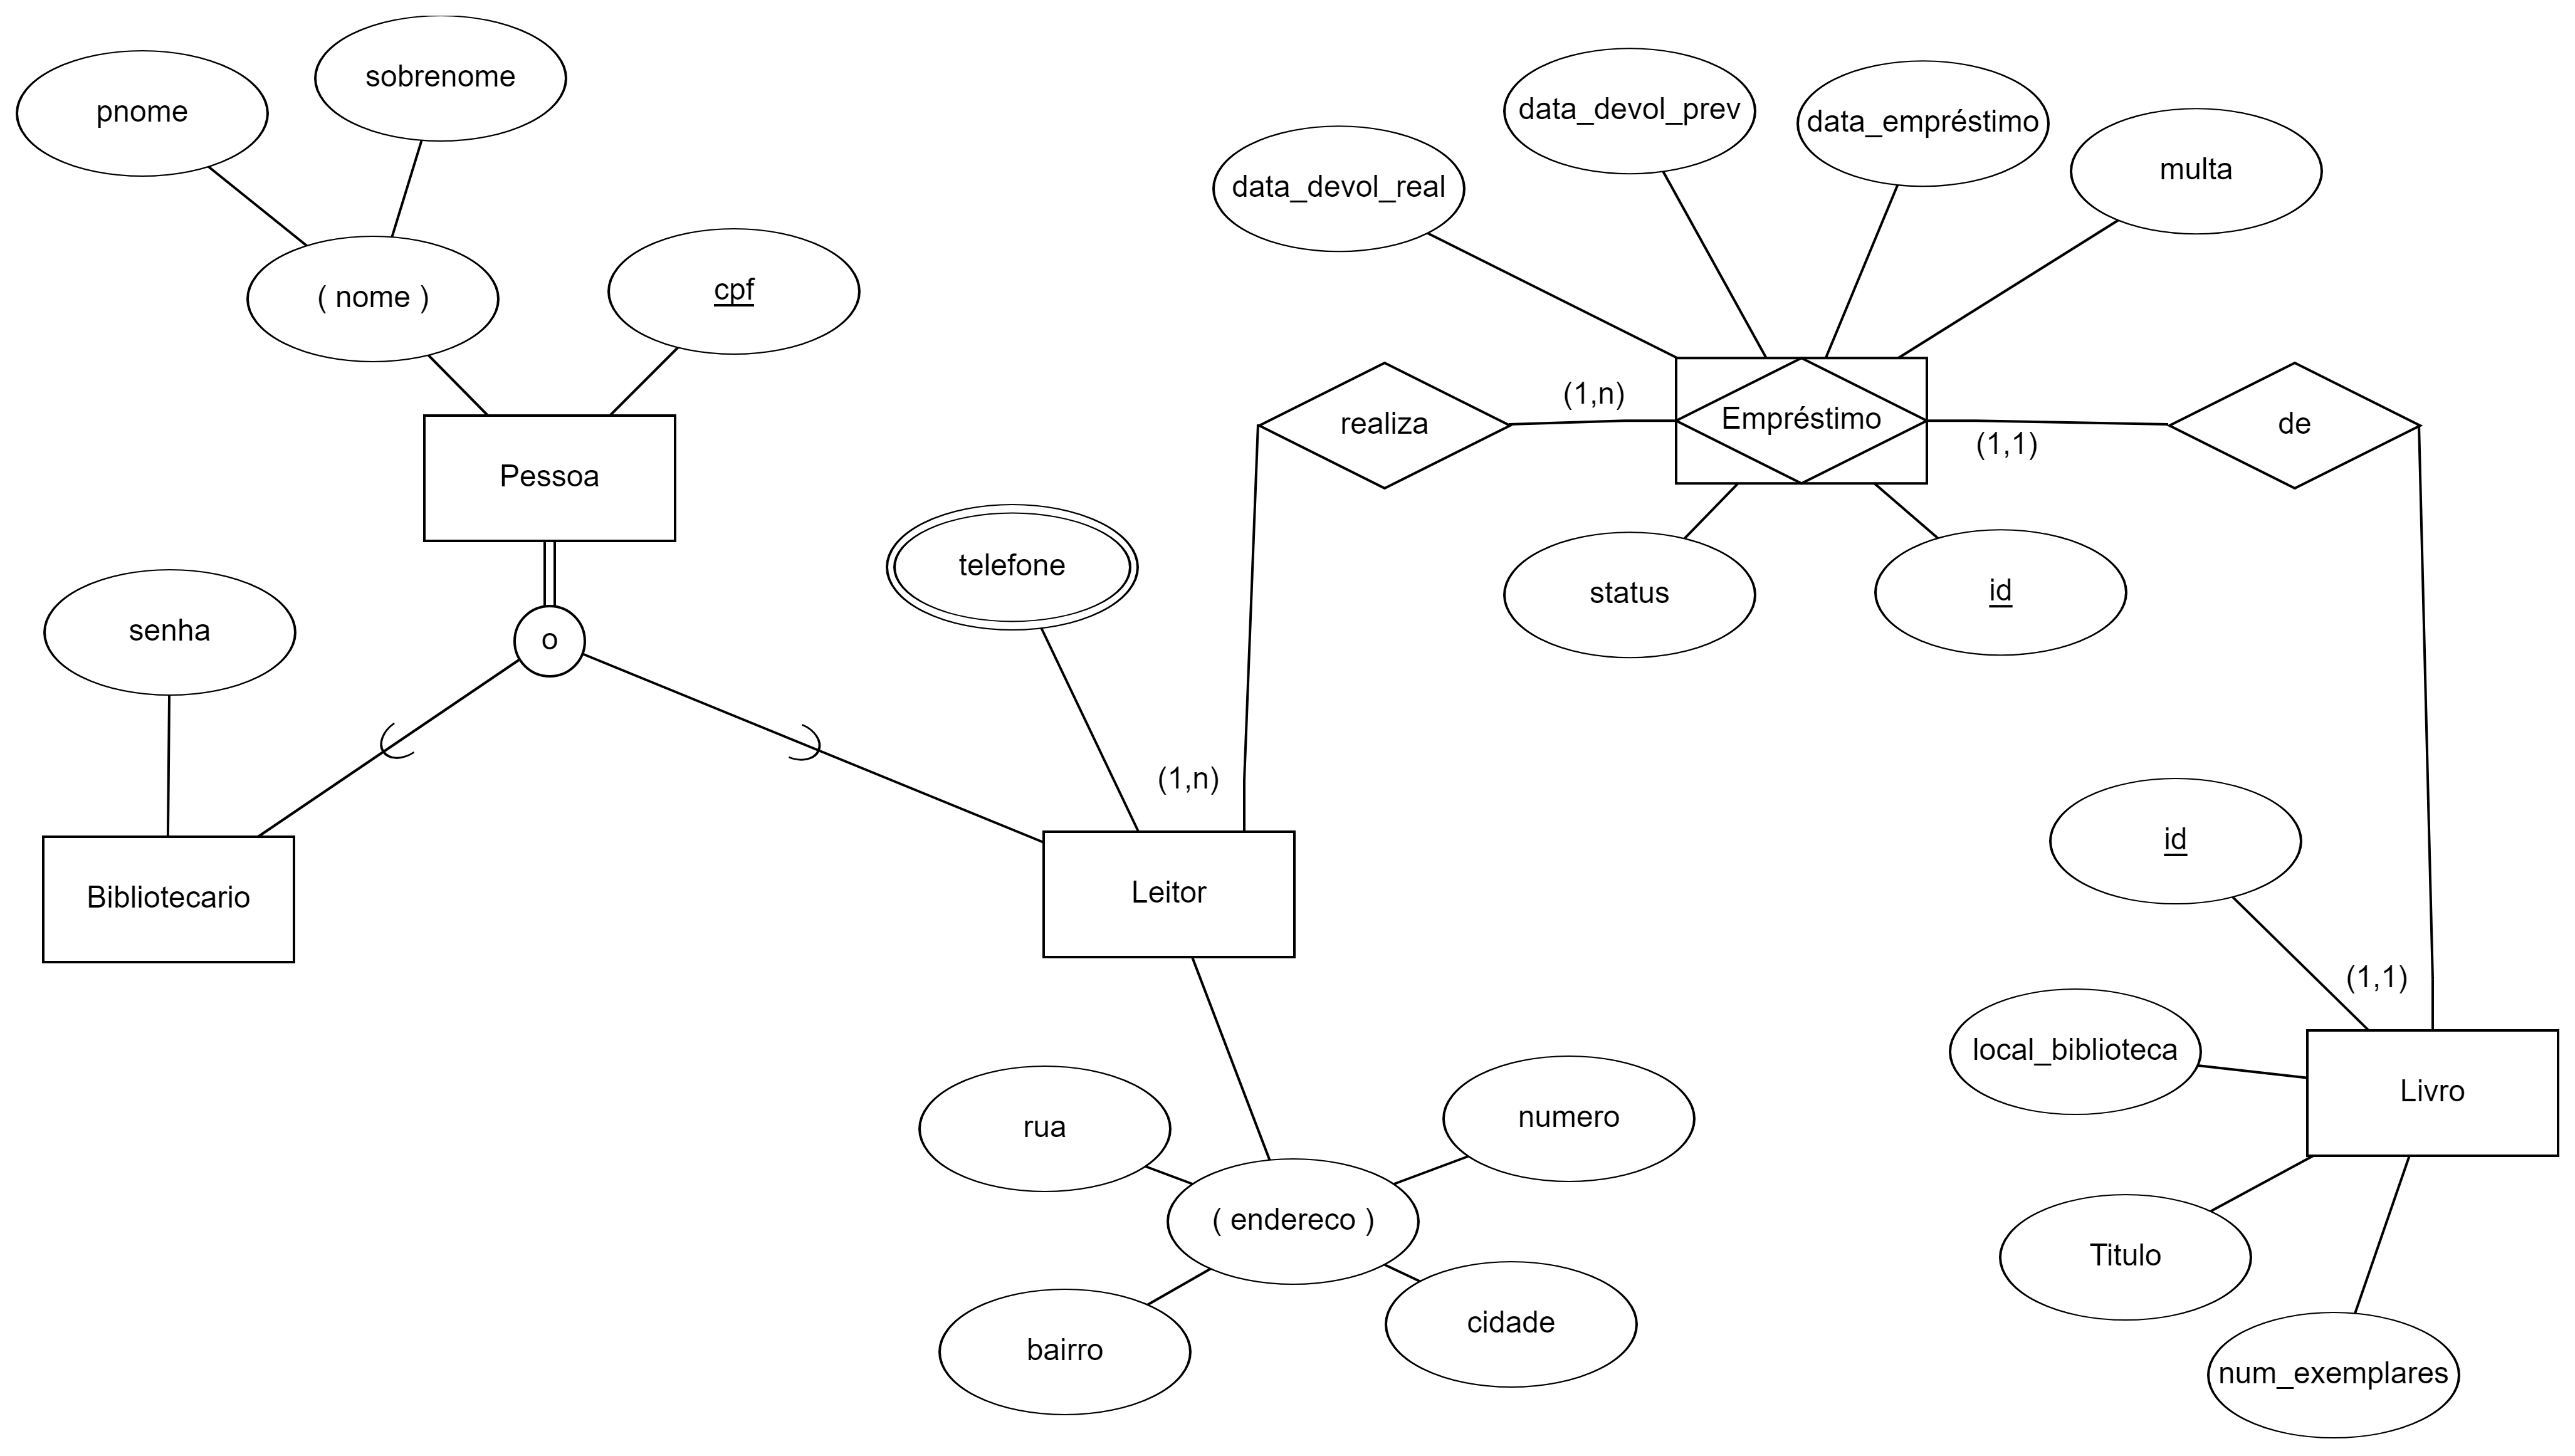 sobrenome
pnome
data_devol_prev
data_empréstimo
multa
data_devol_real
cpf
( nome )
(1,n)
realiza
Empréstimo
(1,1)
de
Pessoa
telefone
status
id
senha
o
(1,n)
id
Bibliotecario
Leitor
(1,1)
local_biblioteca
Livro
rua
numero
( endereco )
Titulo
bairro
cidade
num_exemplares